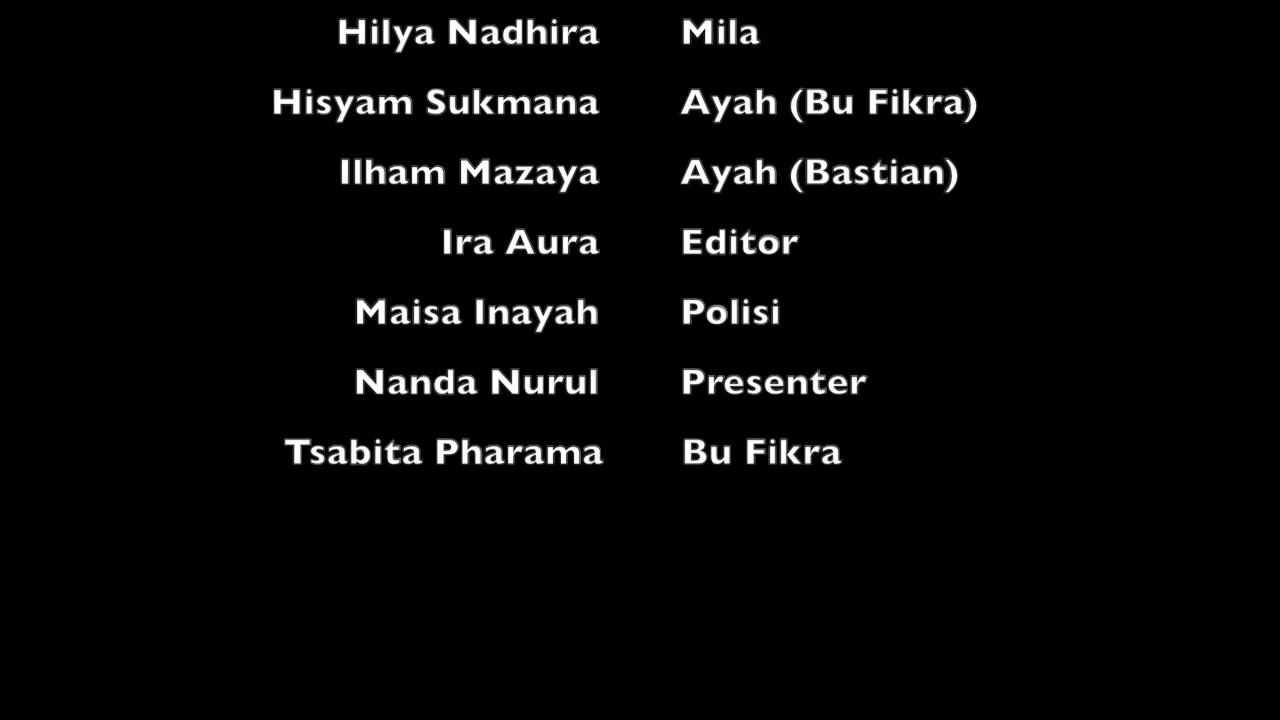 Hilya Nadhira Mila
Hisyam Sukmana Ayah (Bu Fikra)
Ilham Mazaya Ayah (Bastian)
Ira Aura Editor
Maisa Inayah Polisi
Nanda Nurul Presenter
Tsabita Pharama Bu Fikra